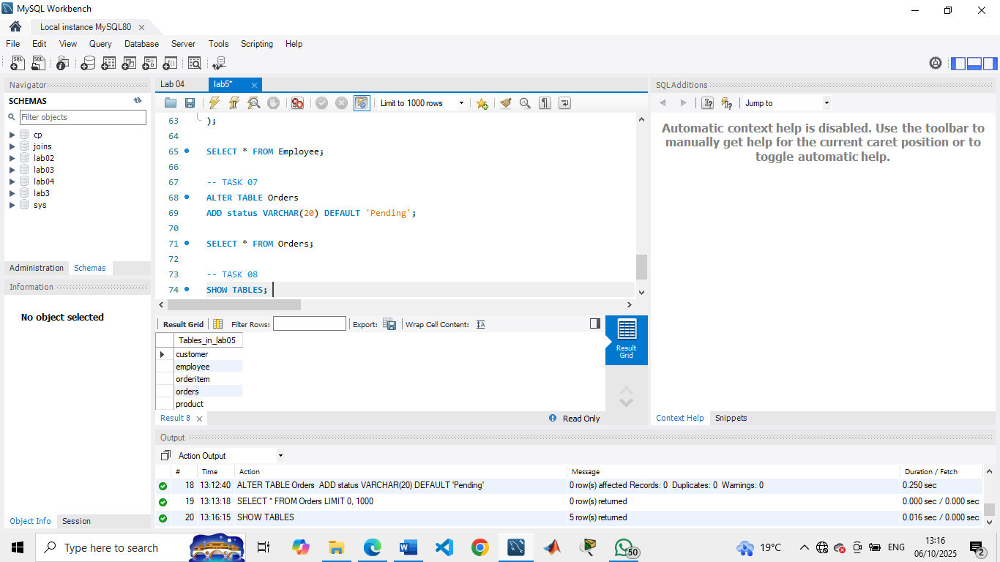 MySQL Workbench
Local instance MySQL80
File Edit View Query Database Server Tools Scripting Help
Navigator
SCHEMAS
Filter objects
cp
joins
lab02
lab03
lab04
lab3
sys
Administration Schemas
Information
No object selected
Object Info Session
Lab 04 lab5*
Limit to 1000 rows
63 );
64
65 SELECT * FROM Employee;
66
67 -- TASK 07
68 ALTER TABLE Orders
69 ADD status VARCHAR(20) DEFAULT 'Pending';
70
71 SELECT * FROM Orders;
72
73 -- TASK 08
74 SHOW TABLES;
Result Grid Filter Rows: Export: Wrap Cell Content:
Tables_in_lab05
customer
employee
orderitem
orders
product
Result Grid
Result 8 Read Only
SQLAdditions
Jump to
Automatic context help is disabled. Use the toolbar to
manually get help for the current caret position or to
toggle automatic help.
Context Help Snippets
Output
Action Output
# Time Action Message Duration / Fetch
18 13:12:40 ALTER TABLE Orders ADD status VARCHAR(20) DEFAULT 'Pending' 0 row(s) affected Records: 0 Duplicates: 0 Warnings: 0 0.250 sec
19 13:13:18 SELECT * FROM Orders LIMIT 0, 1000 0 row(s) returned 0.000 sec / 0.000 sec
20 13:16:15 SHOW TABLES 5 row(s) returned 0.016 sec / 0.000 sec
Type here to search
50
19°C
ENG
13:16
06/10/2025
2